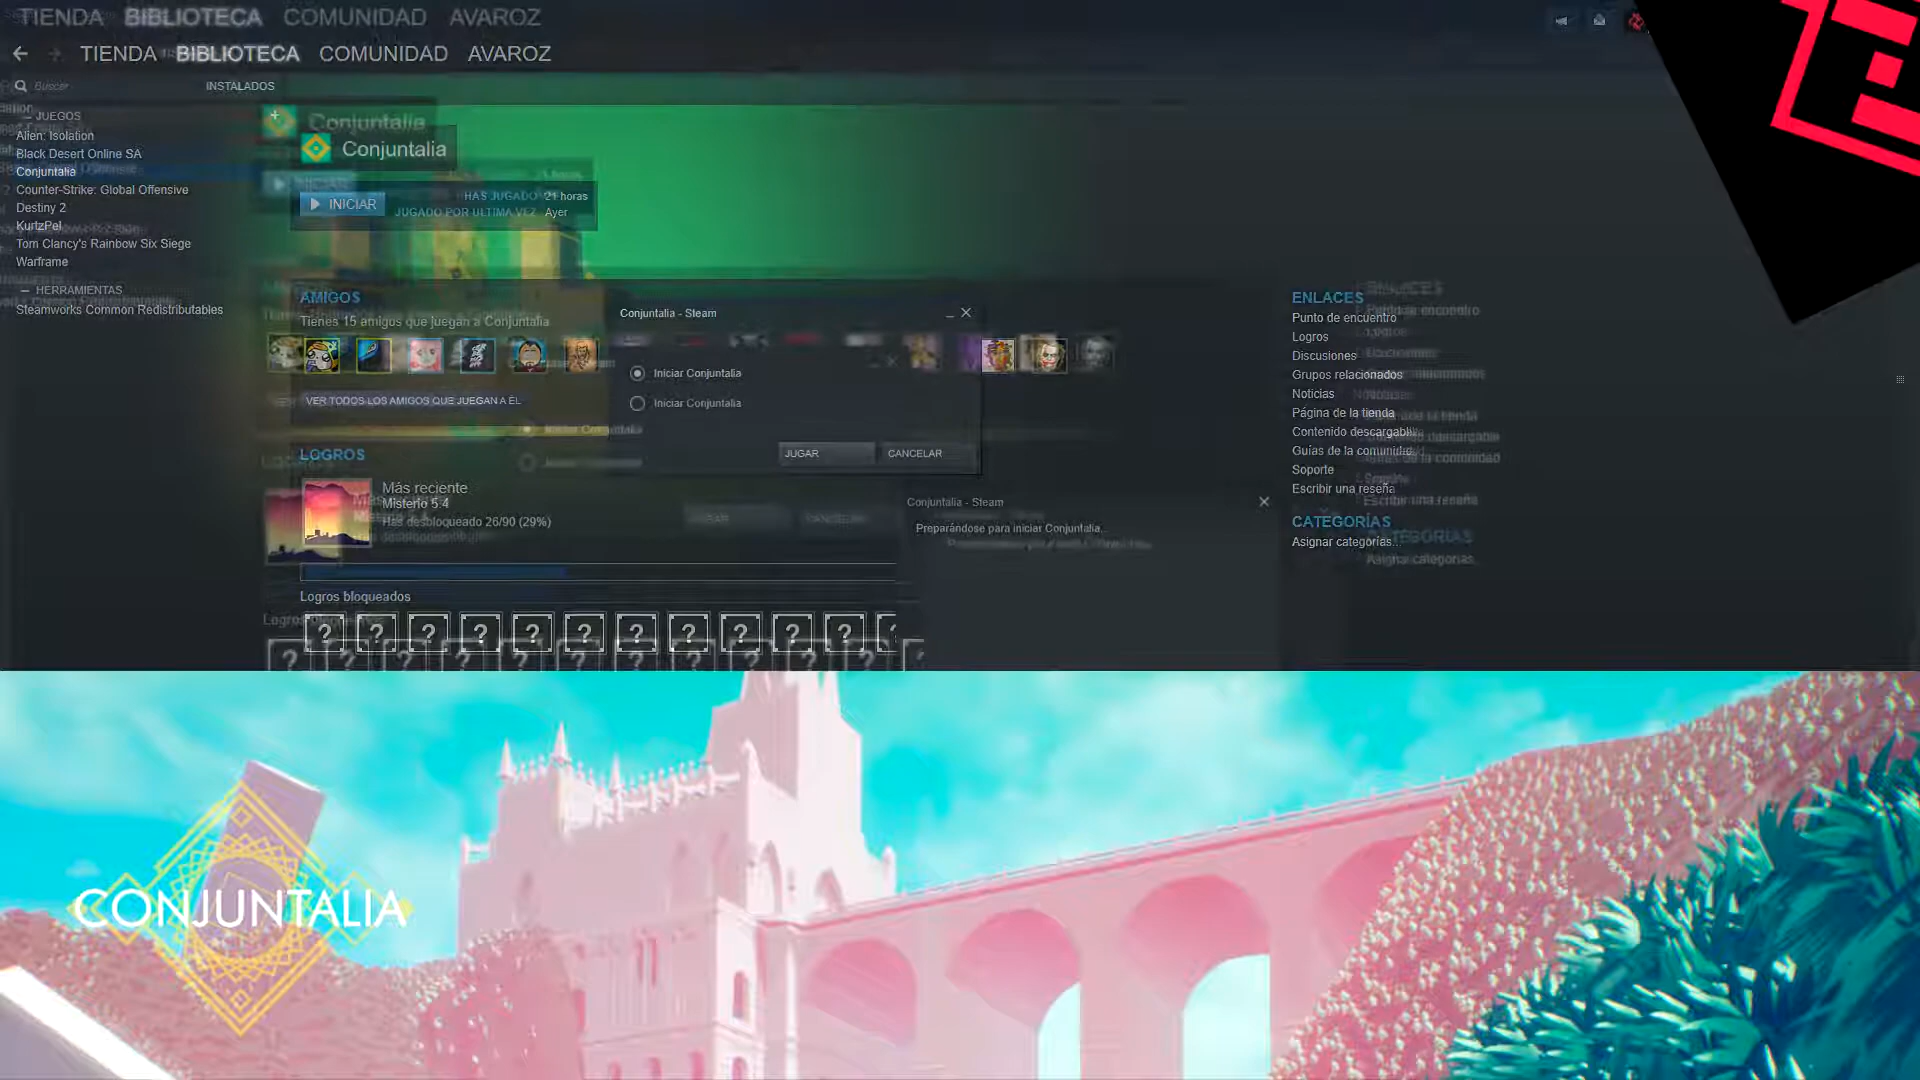 TIENDA BIBLIOTECA COMUNIDAD AVAROZ
TIENDA BIBLIOTECA COMUNIDAD AVAROZ
Buscar
INSTALADOS
— JUEGOS
Alien: Isolation
Black Desert Online SA
Conjuntalia
Counter-Strike: Global Offensive
Destiny 2
KurtzPel
Tom Clancy's Rainbow Six Siege
Warframe
— HERRAMIENTAS
Steamworks Common Redistributables
Conjuntalia
Conjuntalia
INICIAR
HAS JUGADO 21 horas
JUGADO POR ÚLTIMA VEZ Ayer
AMIGOS
Tienes 15 amigos que juegan a Conjuntalia
VER TODOS LOS AMIGOS QUE JUEGAN A ÉL
LOGROS
Más reciente
Misterio 5.4
Has desbloqueado 26/90 (29%)
Logros bloqueados
Conjuntalia - Steam
Iniciar Conjuntalia
Iniciar Conjuntalia
JUGAR CANCELAR
Conjuntalia - Steam
Preparándose para iniciar Conjuntalia...
ENLACES
Punto de encuentro
Logros
Discusiones
Grupos relacionados
Noticias
Página de la tienda
Contenido descargabl...
Guías de la comunidad
Soporte
Escribir una reseña
CATEGORÍAS
Asignar categorías...
CONJUNTALIA